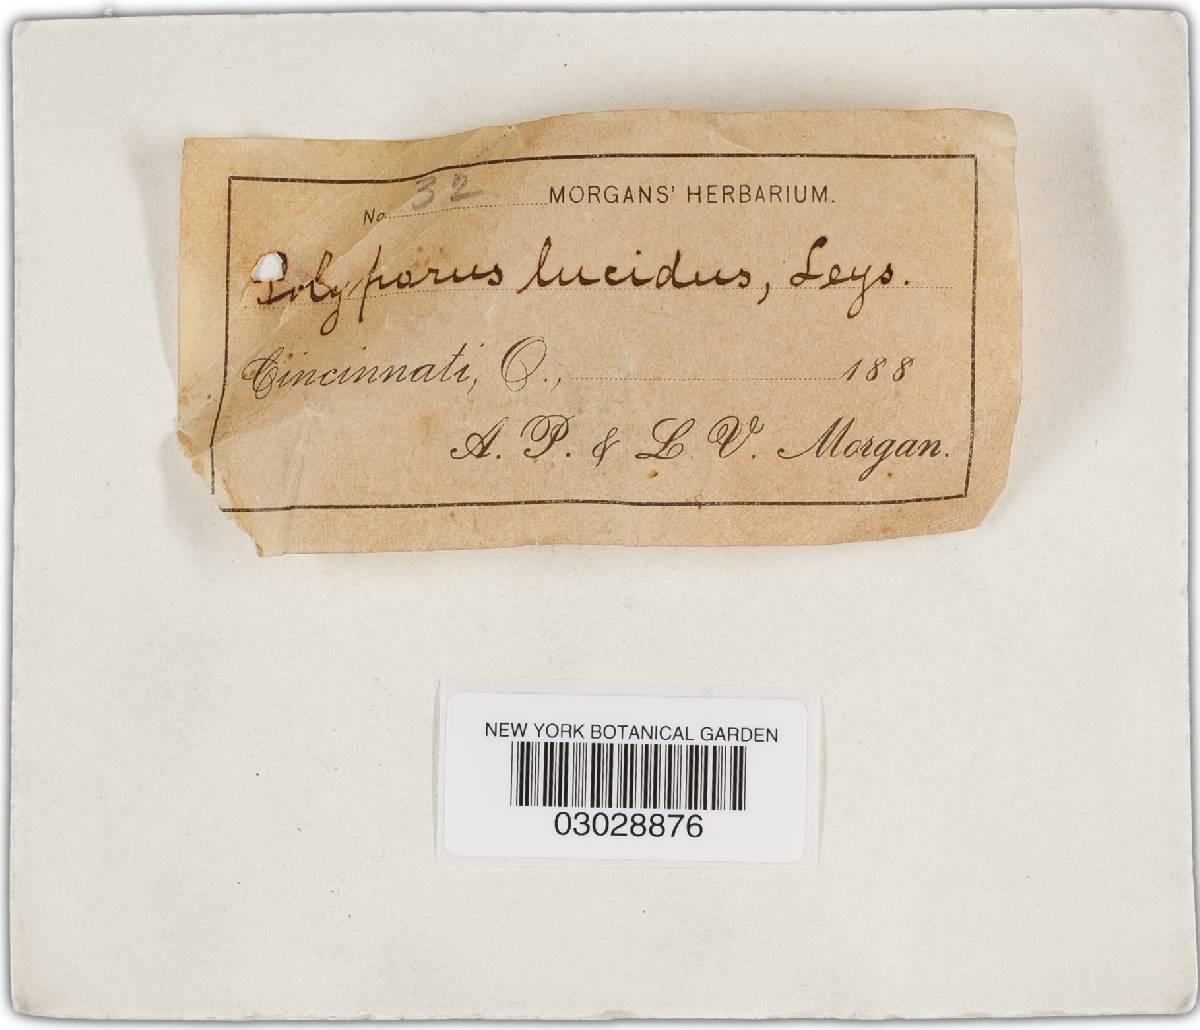 No. 32 MORGANS' HERBARIUM.
Polyporus lucidus, Leys.
Cincinnati, O., 188
A. P. & L. V. Morgan.
NEW YORK BOTANICAL GARDEN
03028876